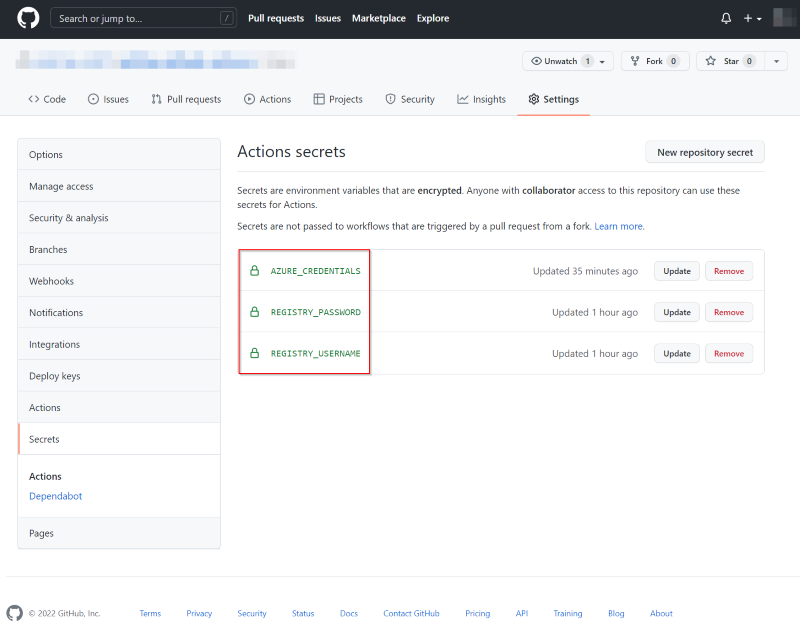 Search or jump to... /
Pull requests Issues Marketplace Explore
Unwatch 1 Fork 0 Star 0
Code Issues Pull requests Actions Projects Security Insights Settings
Options
Manage access
Security & analysis
Branches
Webhooks
Notifications
Integrations
Deploy keys
Actions
Secrets
Actions
Dependabot
Pages
Actions secrets
New repository secret
Secrets are environment variables that are encrypted. Anyone with collaborator access to this repository can use these
secrets for Actions.
Secrets are not passed to workflows that are triggered by a pull request from a fork. Learn more.
AZURE_CREDENTIALS Updated 35 minutes ago Update Remove
REGISTRY_PASSWORD Updated 1 hour ago Update Remove
REGISTRY_USERNAME Updated 1 hour ago Update Remove
© 2022 GitHub, Inc. Terms Privacy Security Status Docs Contact GitHub Pricing API Training Blog About